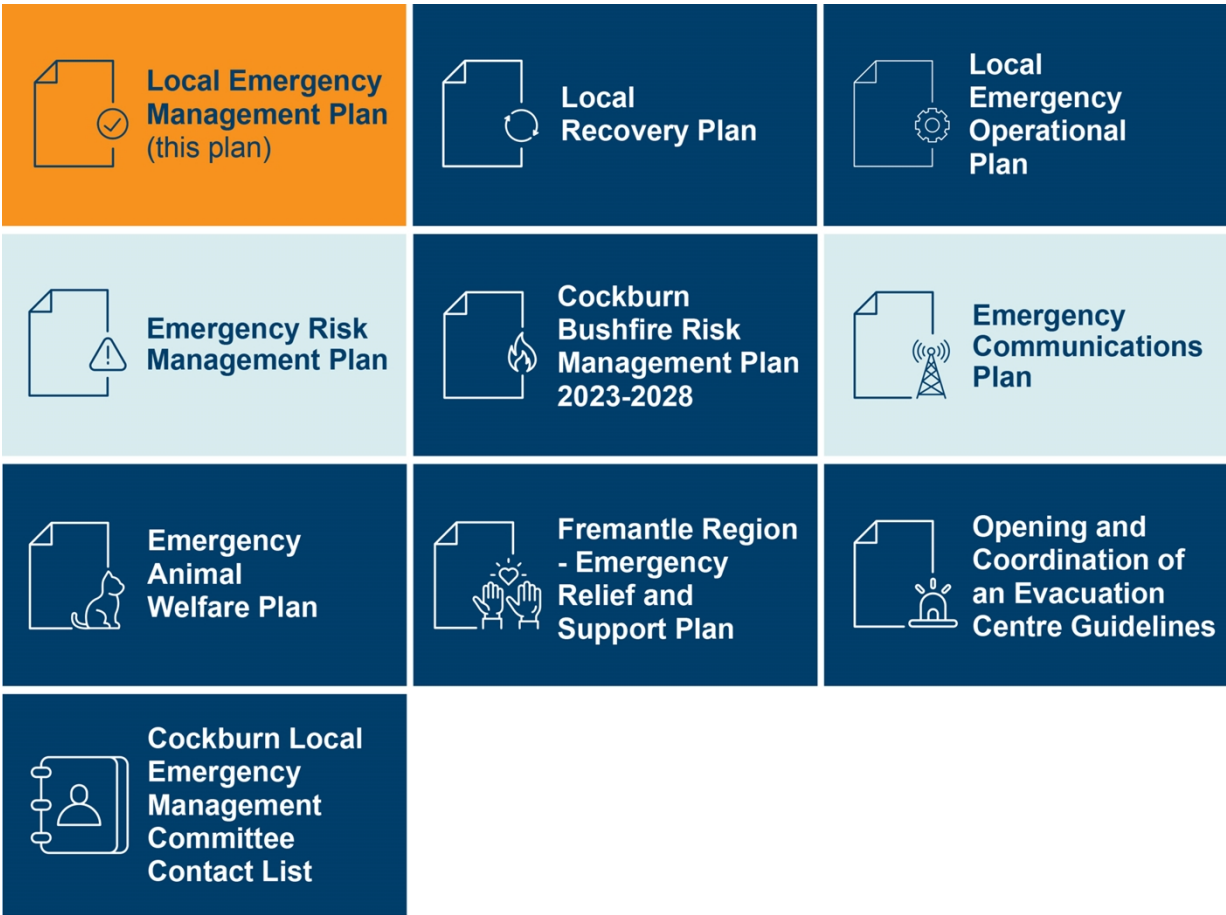 Local Emergency
Management Plan
(this plan)
Local
Recovery Plan
Local
Emergency
Operational
Plan
Emergency Risk
Management Plan
Cockburn
Bushfire Risk
Management Plan
2023-2028
Emergency
Communications
Plan
Emergency
Animal
Welfare Plan
Fremantle Region
- Emergency
Relief and
Support Plan
Opening and
Coordination of
an Evacuation
Centre Guidelines
Cockburn Local
Emergency
Management
Committee
Contact List